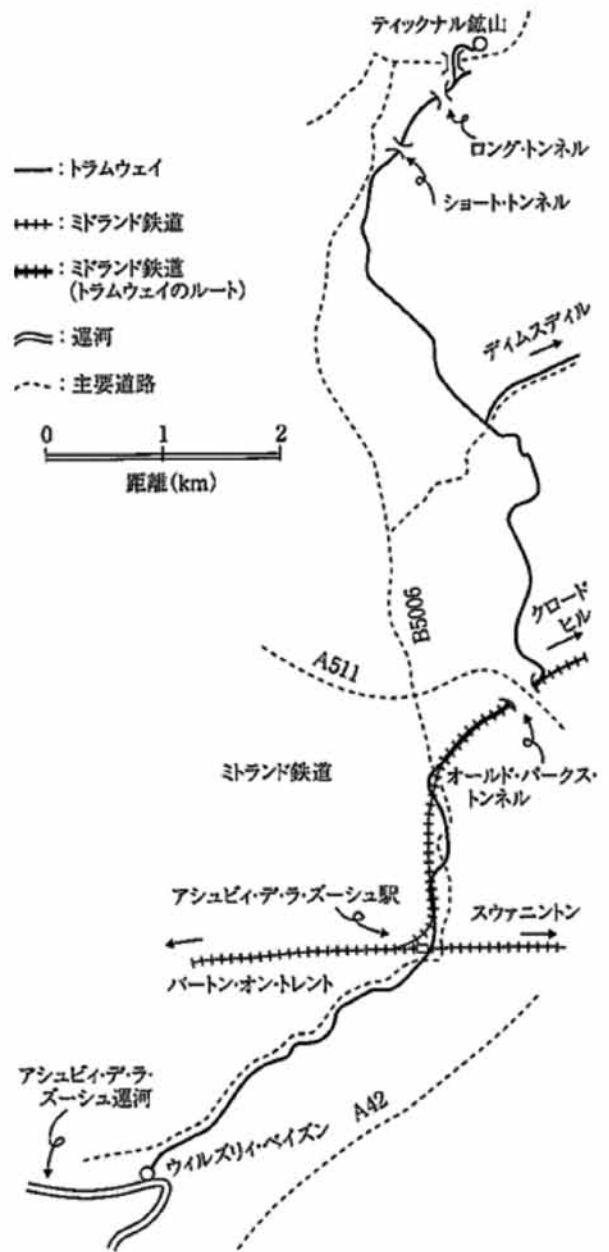 ティックナル鉱山
ロング・トンネル
ショート・トンネル
：トラムウェイ
：ミドランド鉄道
：ミドランド鉄道
(トラムウェイのルート)
：運河
：主要道路
0 1 2
距離(km)
ディムスディル
クロード
ヒル
B5006
A511
オールド・パークス・
トンネル
ミトランド鉄道
アシュビィ・デ・ラ・ズーシュ駅
スワァニントン
バートン・オン・トレント
アシュビィ・デ・ラ・
ズーシュ運河
A42
ウィルズリィ・ベイズン